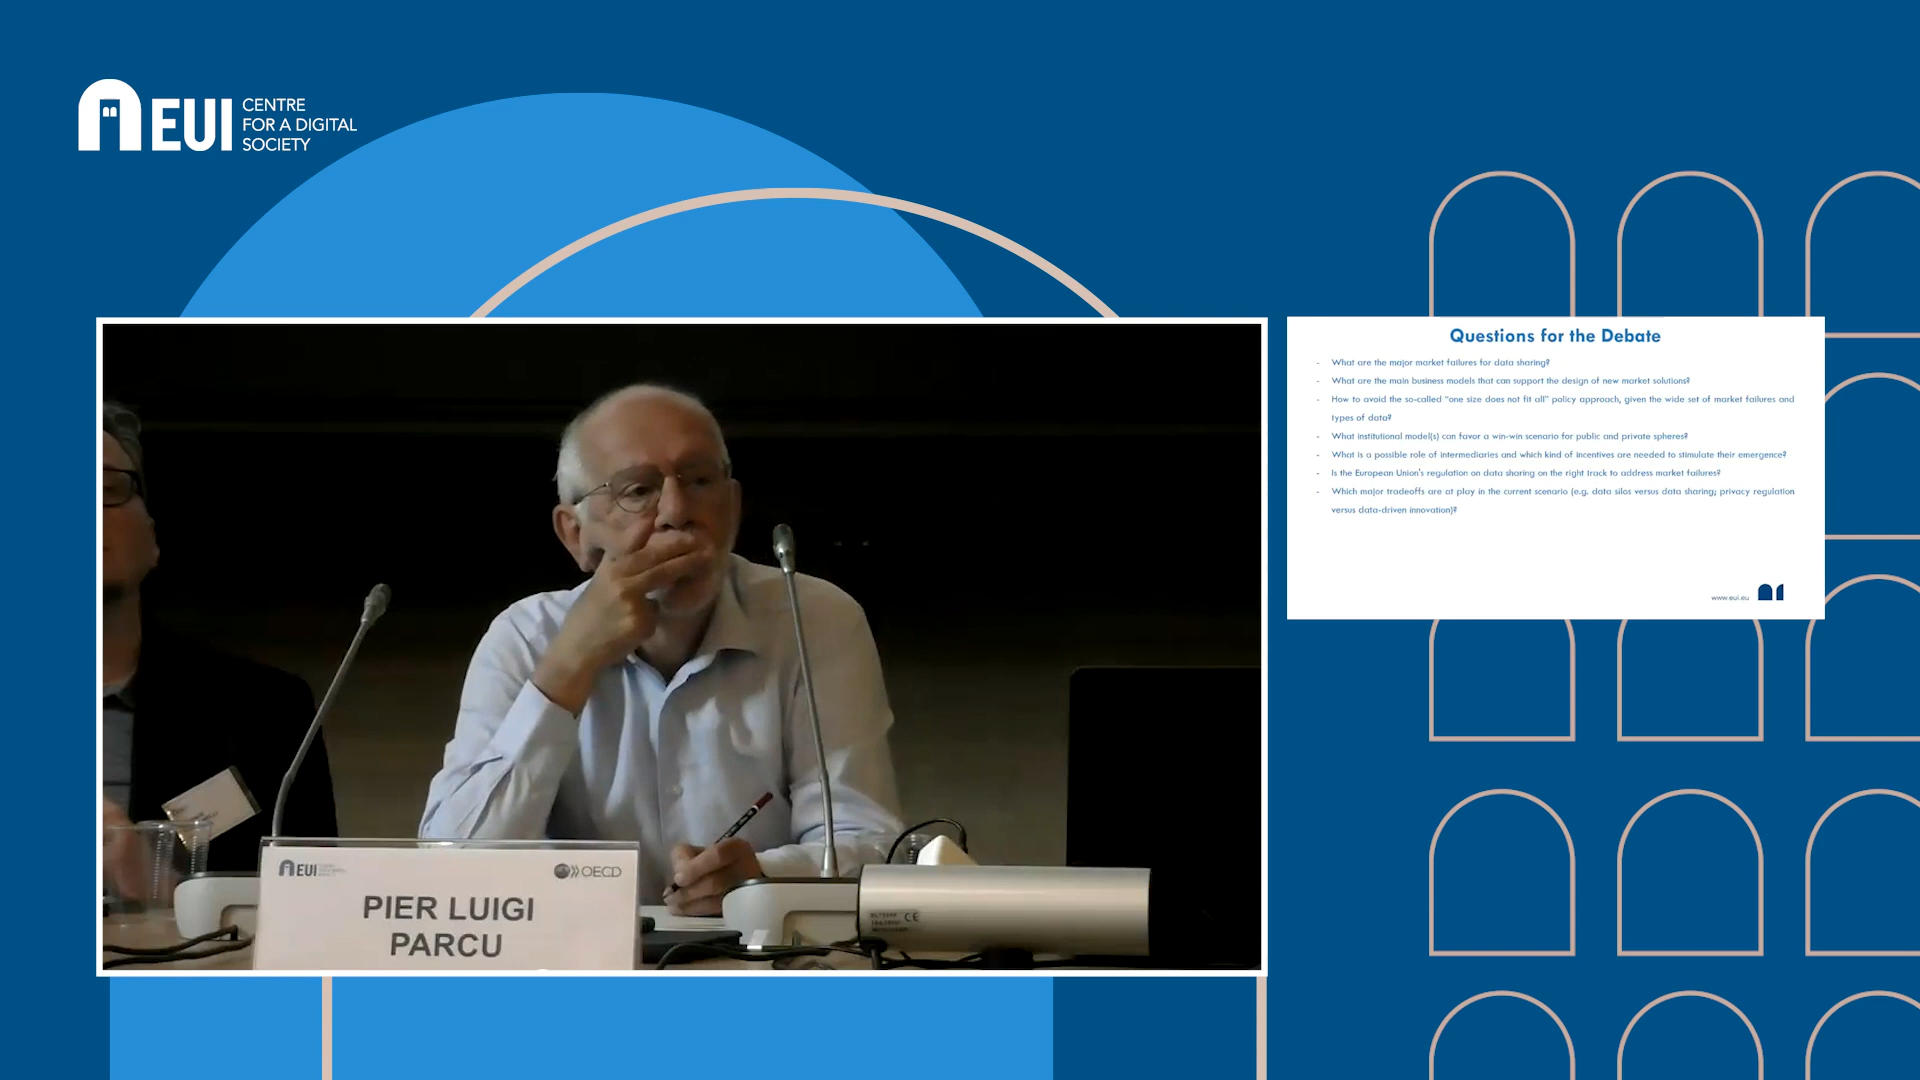 EUI
CENTRE
FOR A DIGITAL
SOCIETY
Questions for the Debate
- What are the major market failures for data sharing?
- What are the main business models that can support the design of new market solutions?
- How to avoid the so-called "one size does not fit all" policy approach, given the wide set of market failures and
types of data?
- What institutional model(s) can favor a win-win scenario for public and private spheres?
- What is a possible role of intermediaries and which kind of incentives are needed to stimulate their emergence?
- Is the European Union's regulation on data sharing on the right track to address market failures?
- Which major tradeoffs are at play in the current scenario (e.g. data silos versus data sharing; privacy regulation
versus data-driven innovation)?
www.eui.eu
EUI
OECD
PIER LUIGI
PARCU
CE